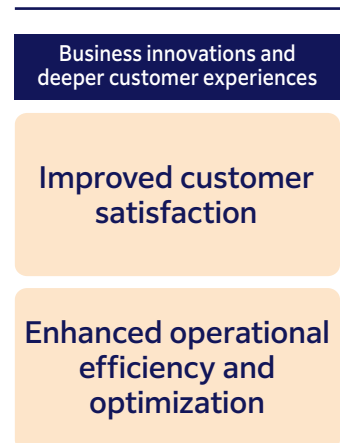 Business innovations and
deeper customer experiences
Improved customer
satisfaction
Enhanced operational
efficiency and
optimization